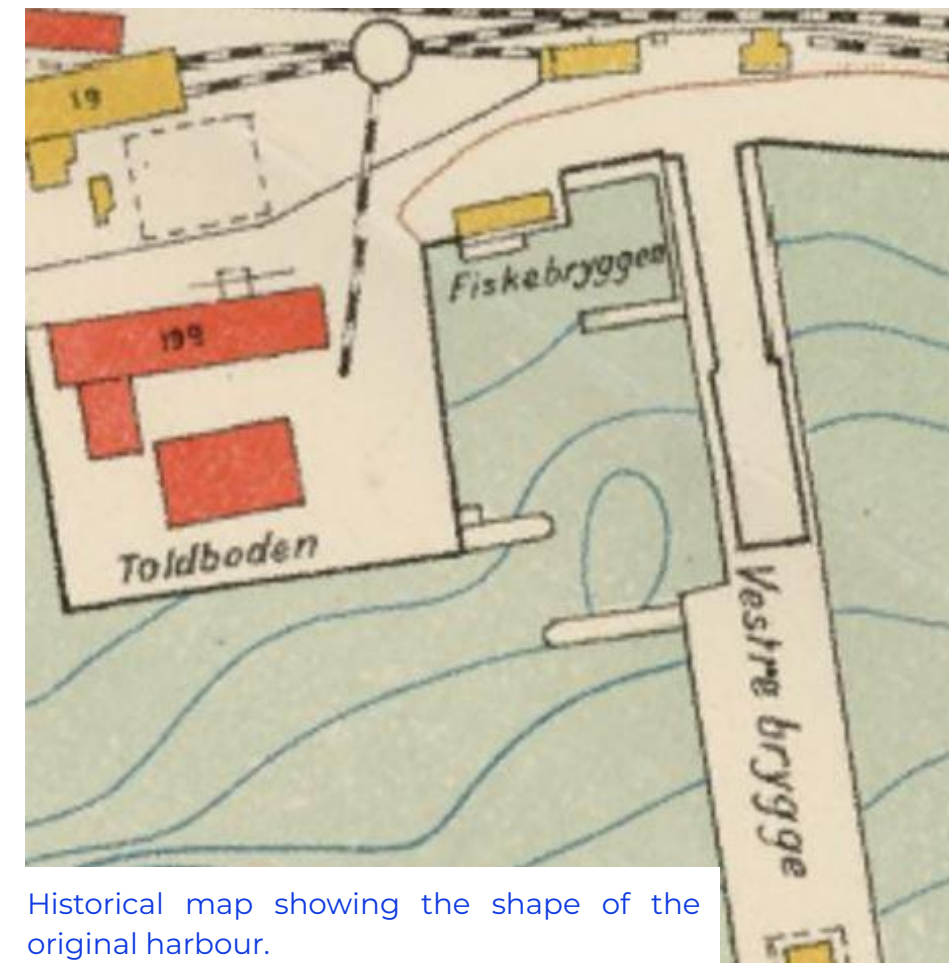 19
Fiskebryggen
199
Toldboden
Vestre brygge
Historical map showing the shape of the
original harbour.